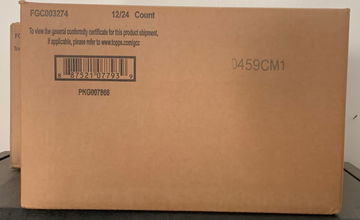 FGC003274 12/24 Count
To view the general conformity certificate for this product shipment,
if applicable, please refer to www.topps.com/gcc
0459CM1
8 87521 07793 9
PKG007868